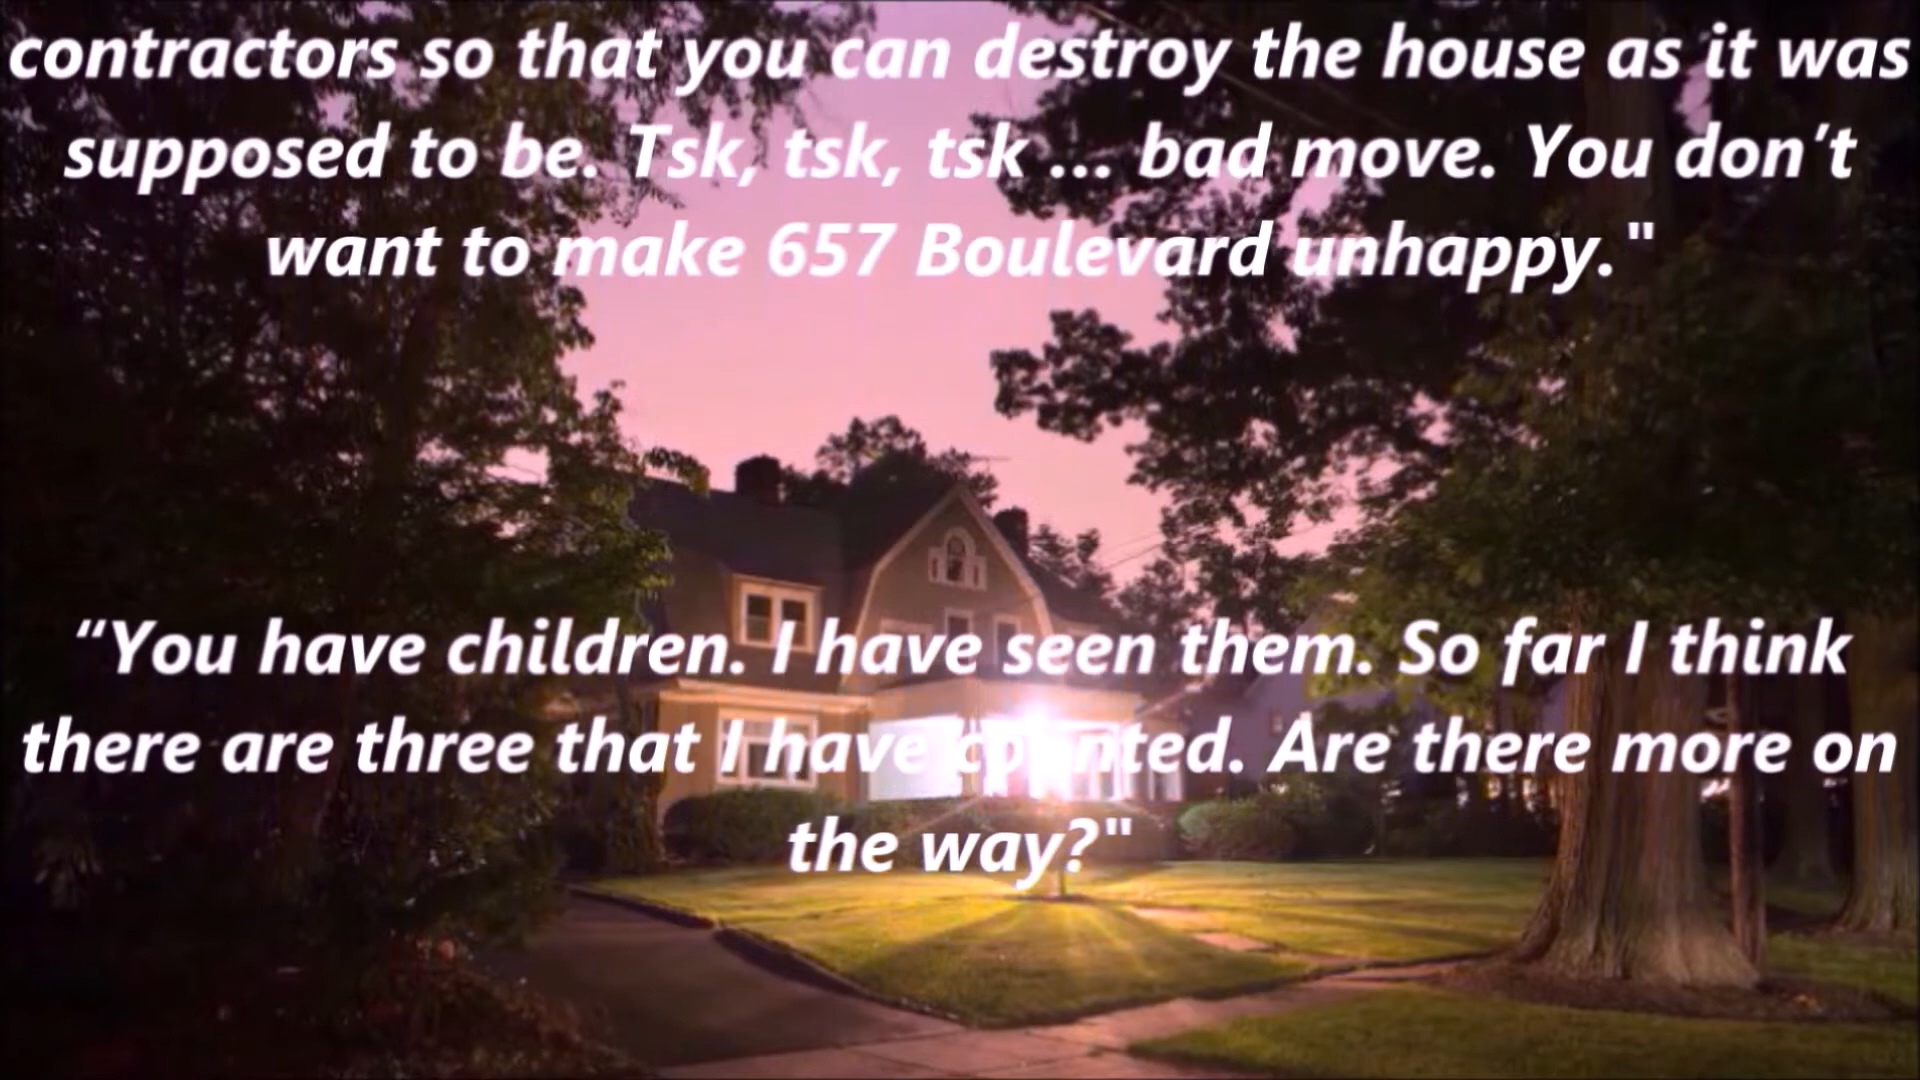 contractors so that you can destroy the house as it was
supposed to be. Tsk, tsk, tsk ... bad move. You don’t
want to make 657 Boulevard unhappy."
“You have children. I have seen them. So far I think
there are three that I have counted. Are there more on
the way?"